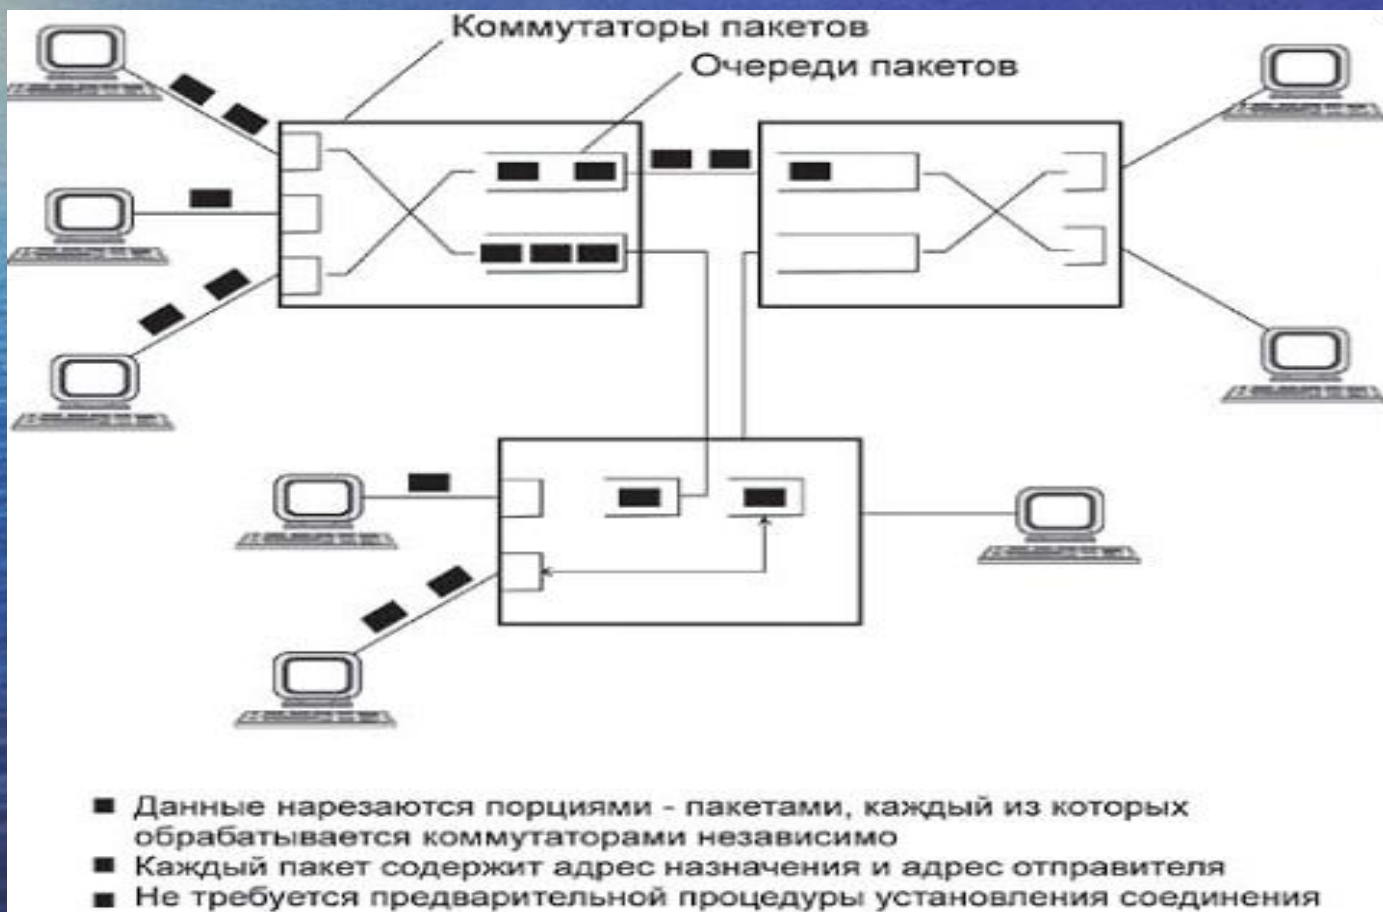 Коммутаторы пакетов
Очереди пакетов
Данные нарезаются порциями - пакетами, каждый из которых
обрабатывается коммутаторами независимо
Каждый пакет содержит адрес назначения и адрес отправителя
Не требуется предварительной процедуры установления соединения